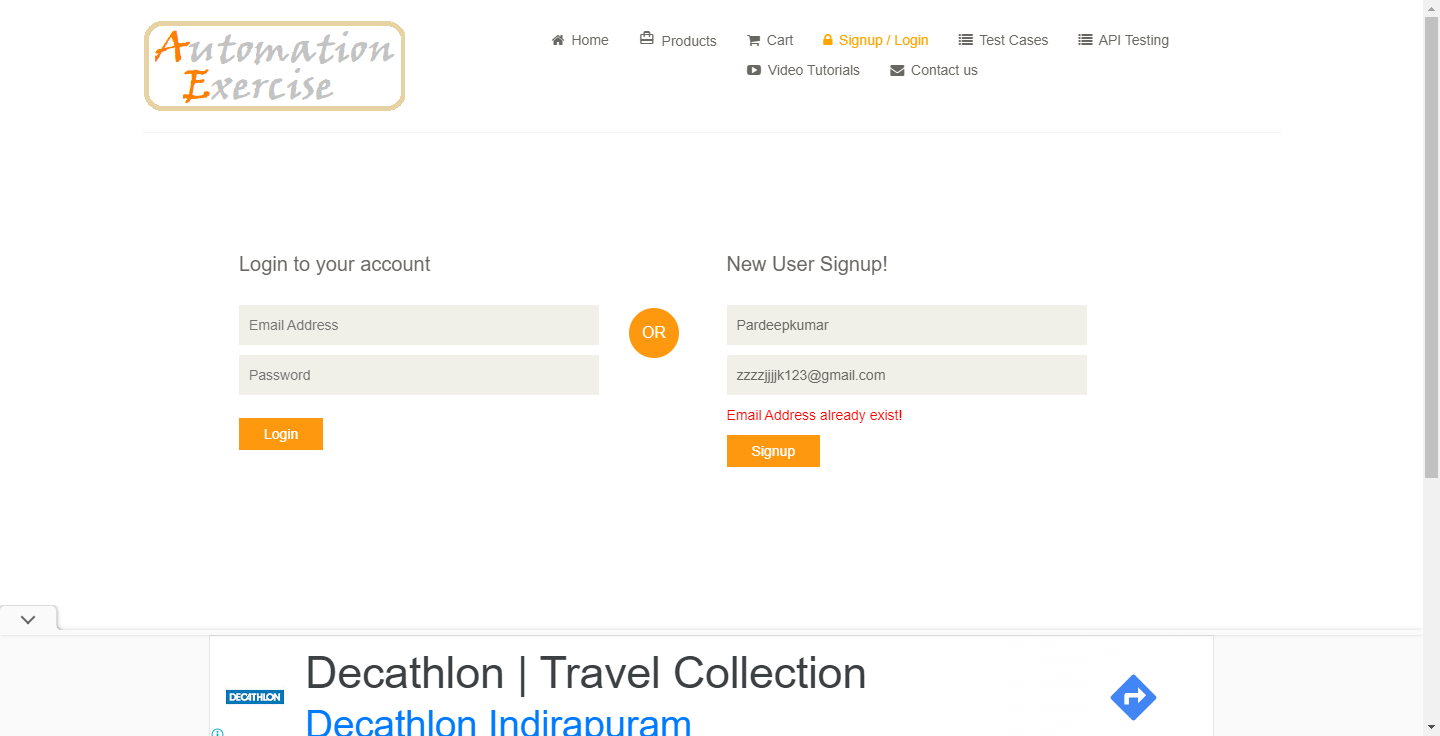 Automation
Exercise
Home
Products
Cart
Signup / Login
Test Cases
API Testing
Video Tutorials
Contact us
Login to your account
Email Address
Password
Login
OR
New User Signup!
Pardeepkumar
zzzzjjjjk123@gmail.com
Email Address already exist!
Signup
DECATHLON
Decathlon | Travel Collection
Decathlon Indirapuram